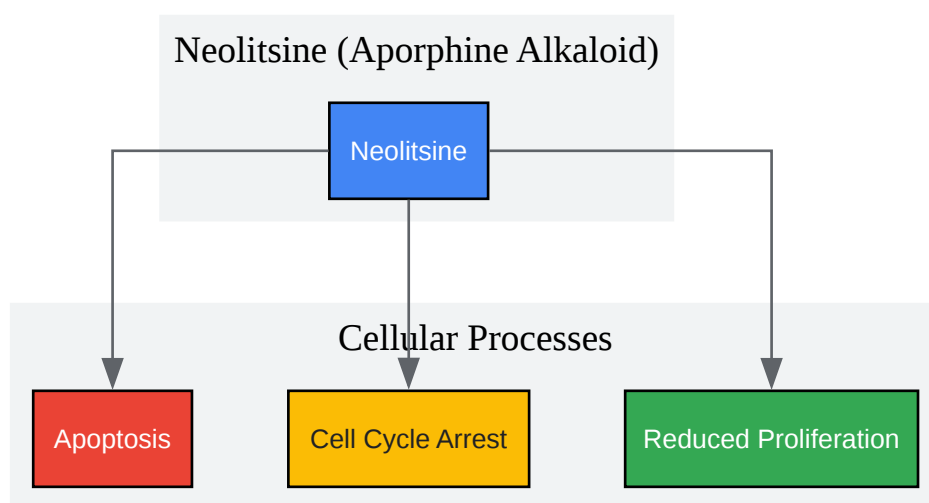 Neolitsine (Aporphine Alkaloid)
Neolitsine
Cellular Processes
Apoptosis
Cell Cycle Arrest
Reduced Proliferation